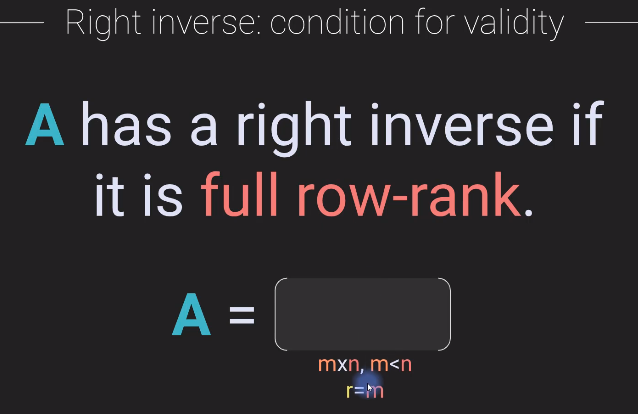 Right inverse: condition for validity
A has a right inverse if
it is full row-rank.
A =
mxn, m<n
r=m